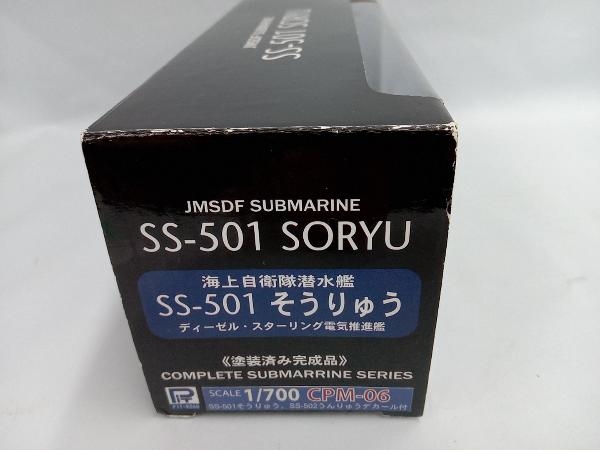 JMSDF SUBMARINE
SS-501 SORYU
JMSDF SUBMARINE
SS-501 SORYU
海上自衛隊潜水艦
SS-501 そうりゅう
ディーゼル・スターリング電気推進艦
《塗装済み完成品》
COMPLETE SUBMARRINE SERIES
PIT-ROAD
SCALE 1/700 CPM-06
SS-501そうりゅう、SS-502うんりゅうデカール付